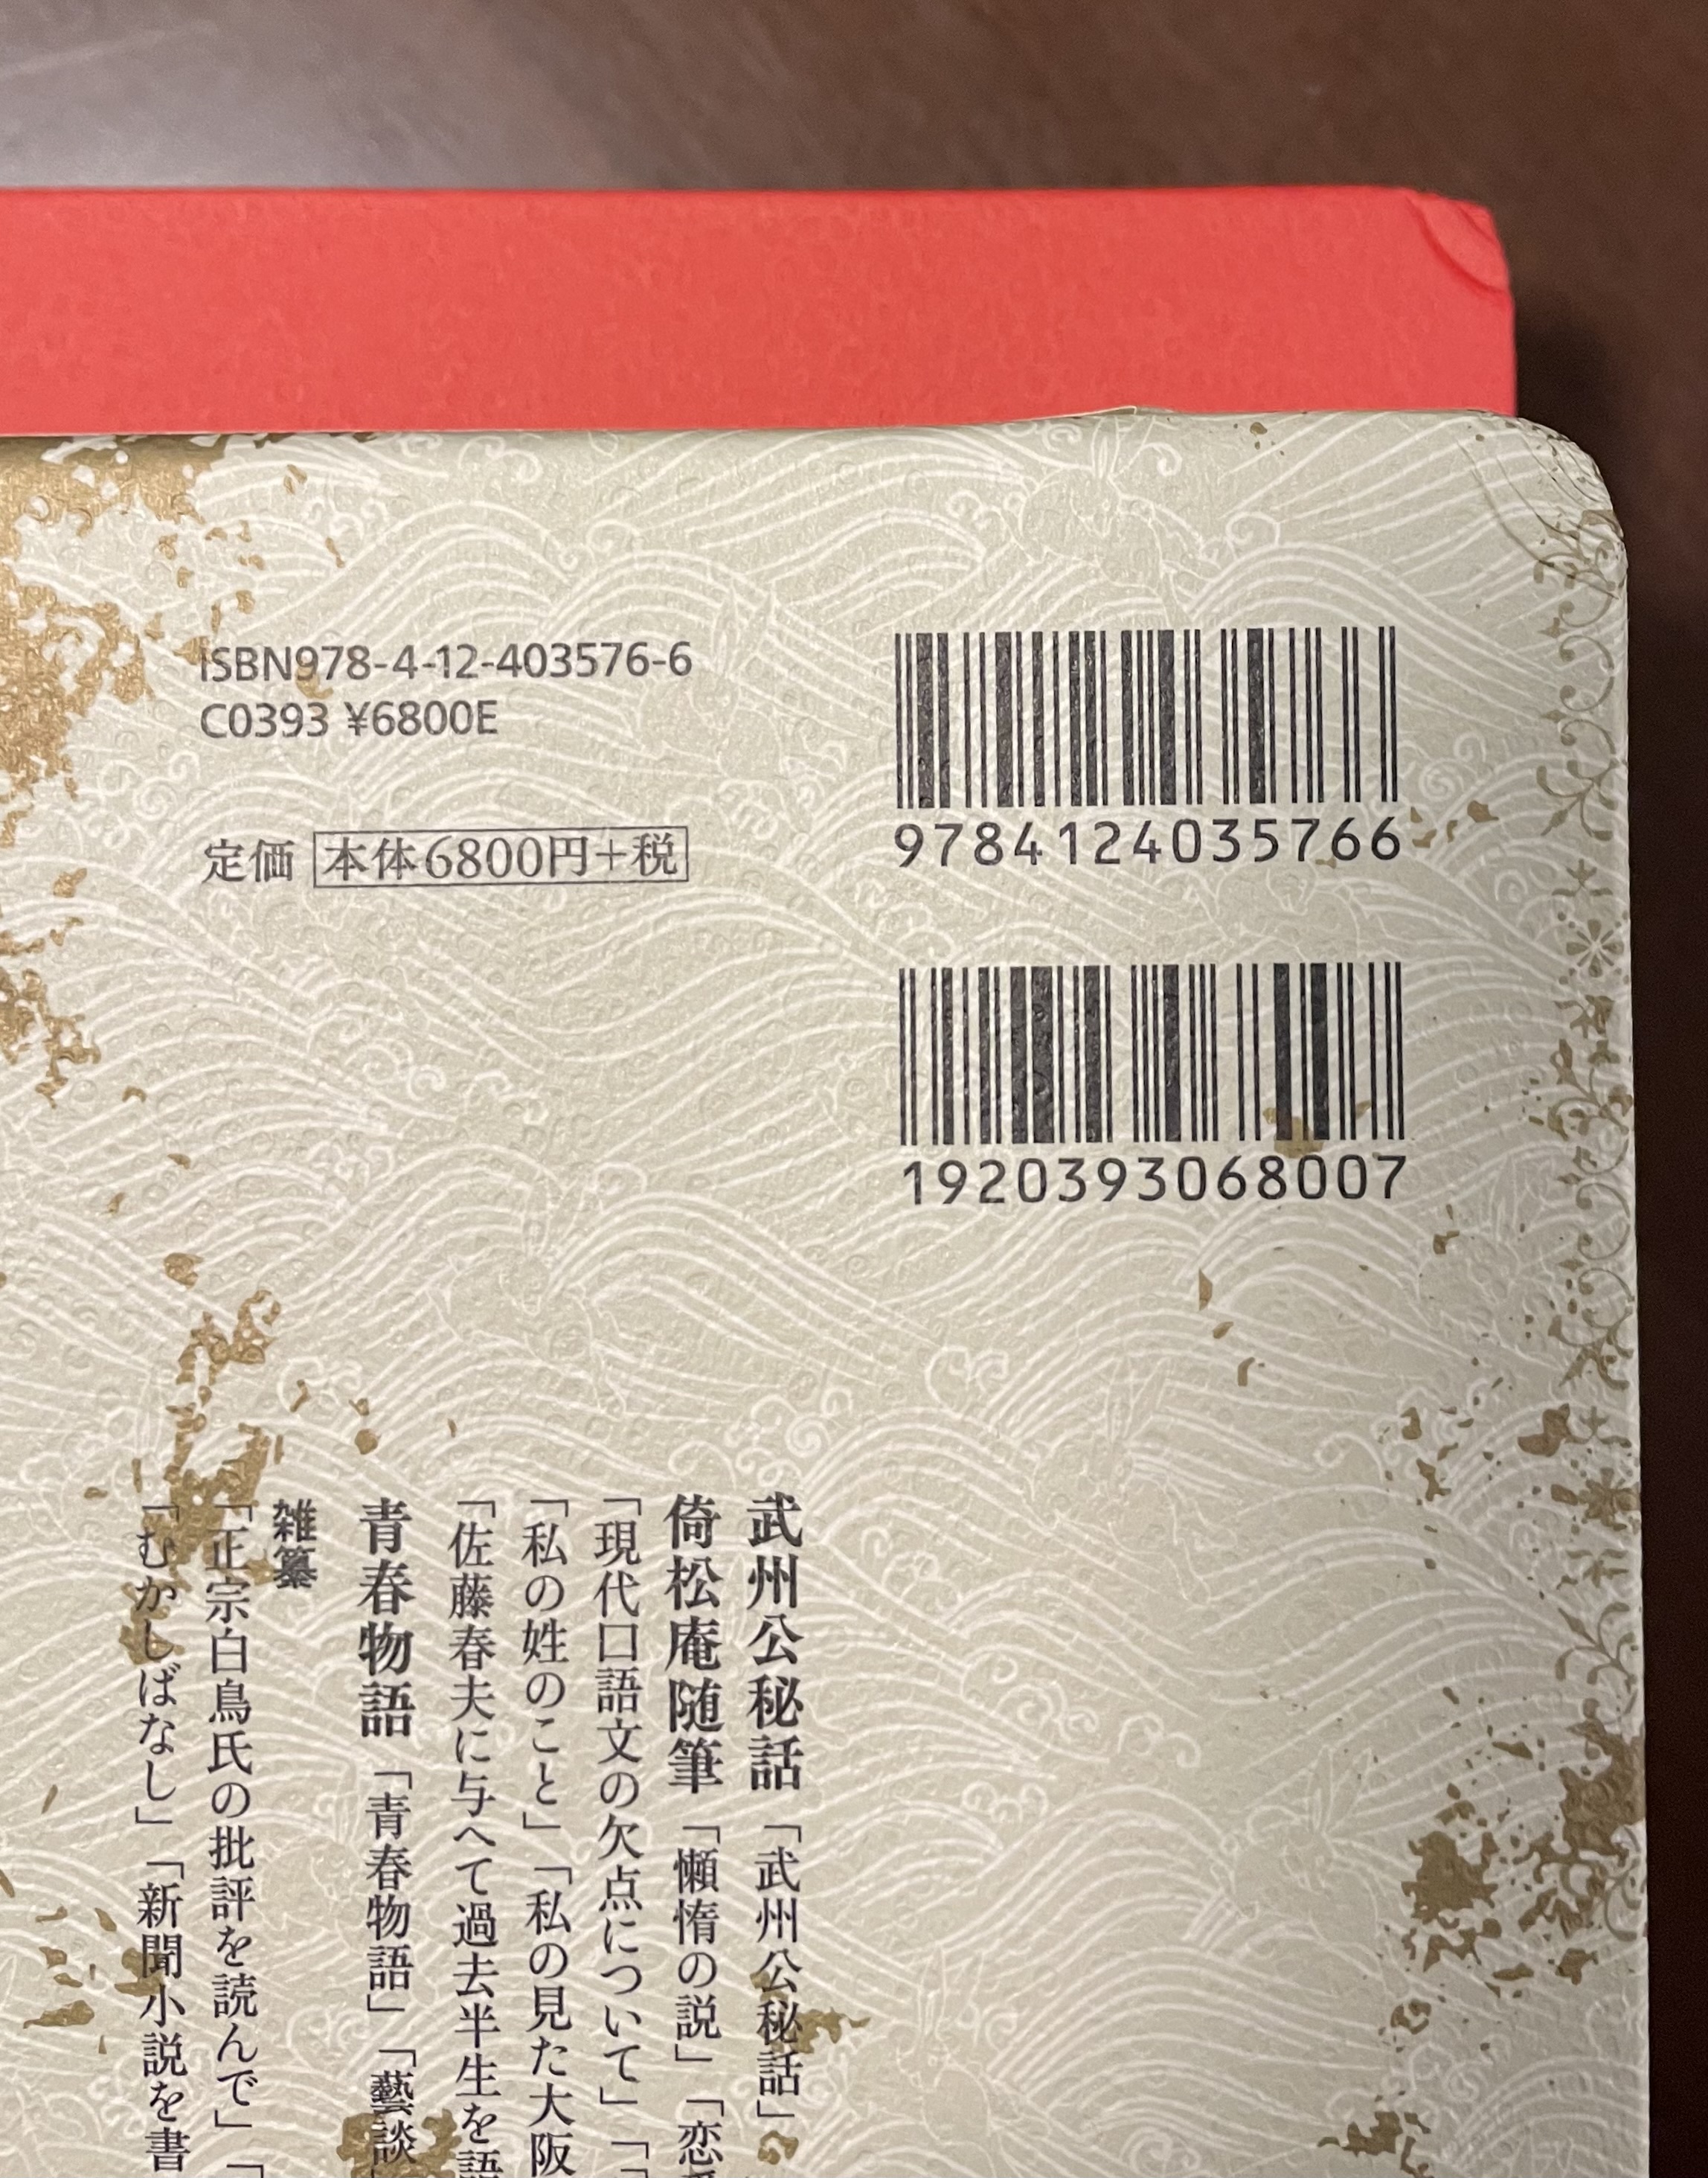 ISBN978-4-12-403576-6
C0393 ¥6800E
定価 本体6800円+税
9784124035766
1920393068007
武州公秘話 「武州公秘話」
倚松庵随筆 「懶惰の説」「恋
「現代口語文の欠点について」「
「私の姓のこと」「私の見た大阪
「佐藤春夫に与へて過去半生を語
青春物語 「青春物語」「藝談
雑纂
「正宗白鳥氏の批評を読んで」「
「むかしばなし」「新聞小説を書